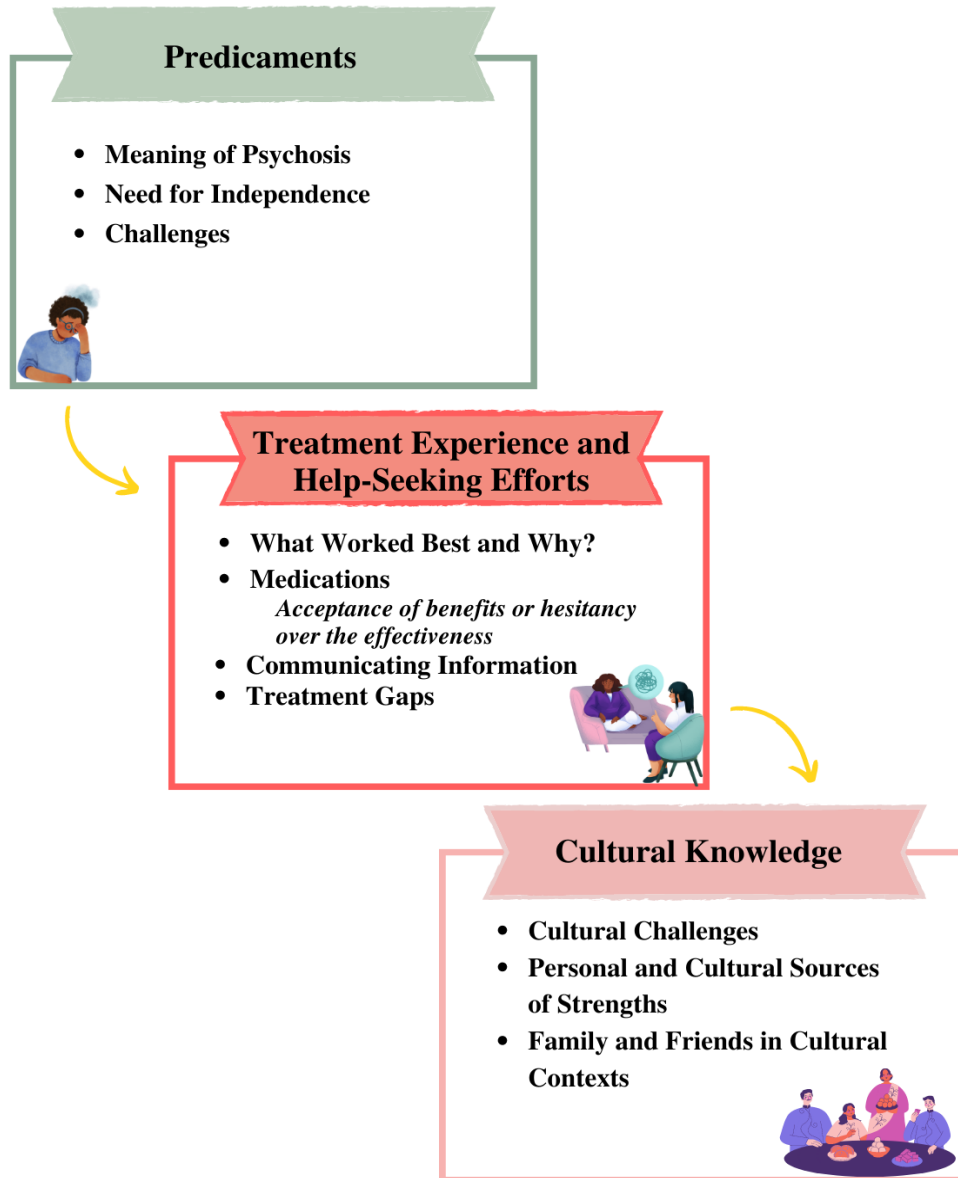 Predicaments
• Meaning of Psychosis
• Need for Independence
• Challenges
Treatment Experience and
Help-Seeking Efforts
• What Worked Best and Why?
• Medications
Acceptance of benefits or hesitancy
over the effectiveness
• Communicating Information
• Treatment Gaps
Cultural Knowledge
• Cultural Challenges
• Personal and Cultural Sources
of Strengths
• Family and Friends in Cultural
Contexts